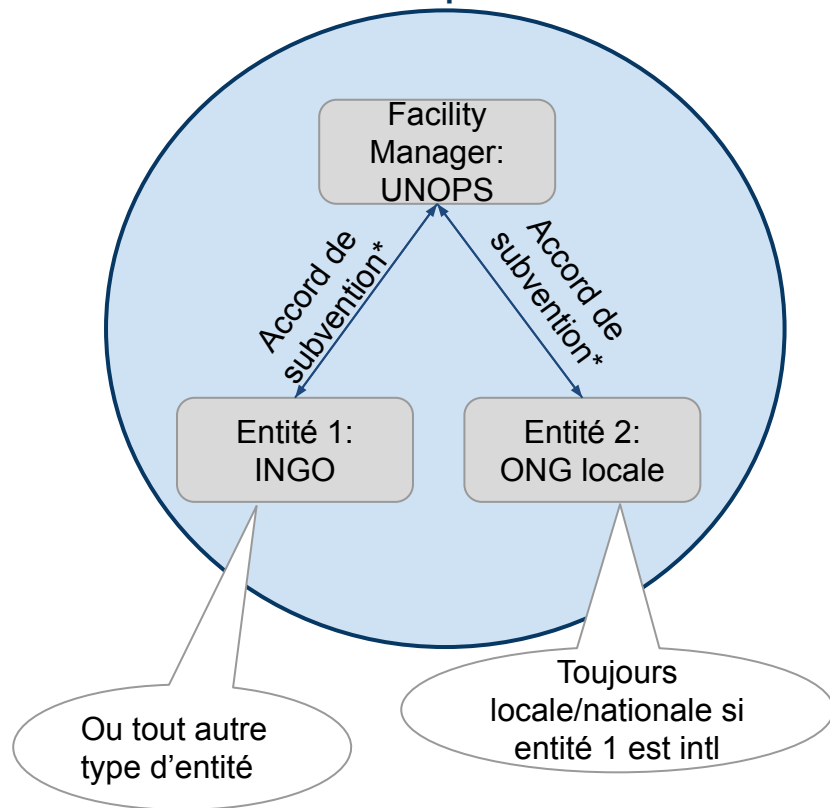 Facility
Manager:
UNOPS
Accord de
subvention*
Accord de
subvention*
Entité 1:
INGO
Entité 2:
ONG locale
Ou tout autre
type d’entité
Toujours
locale/nationale si
entité 1 est intl